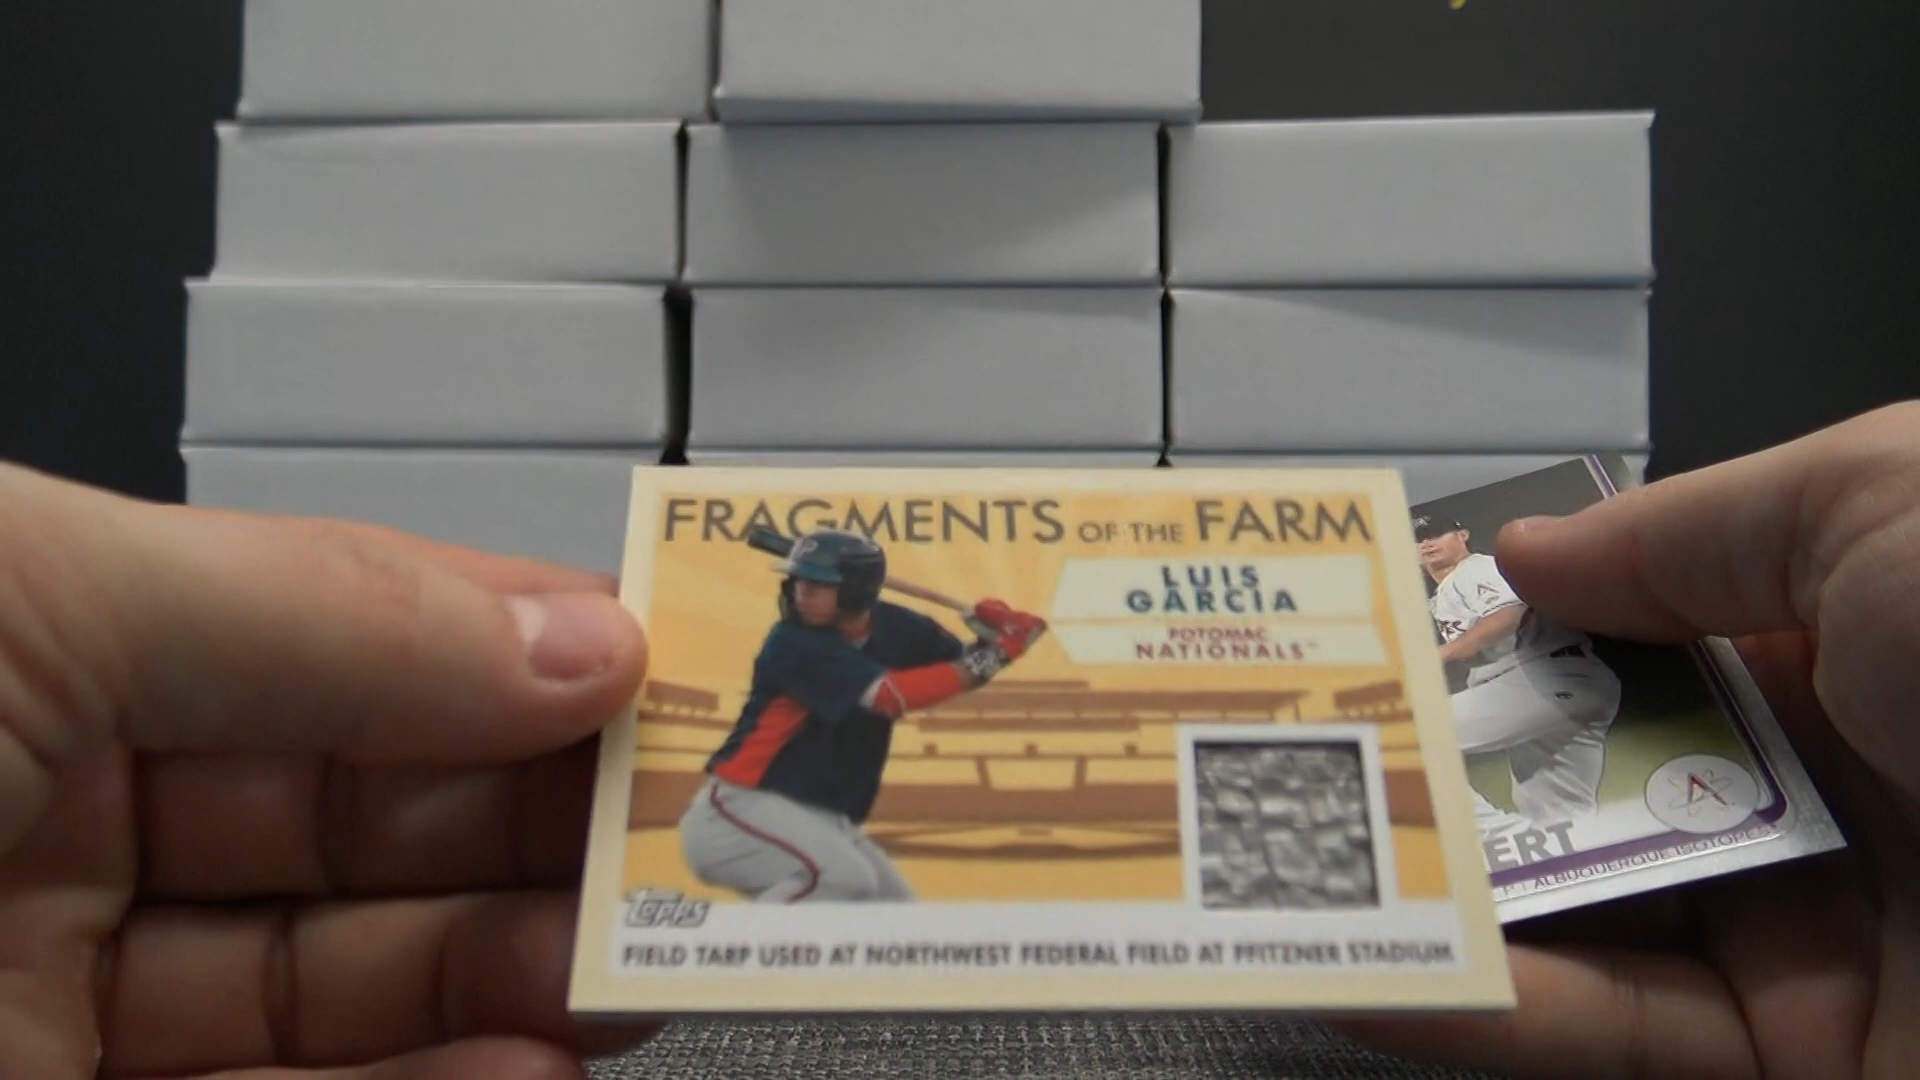 FRAGMENTS OF THE FARM
LUIS
GARCIA
POTOMAC
NATIONALS™
TOPPS
FIELD TARP USED AT NORTHWEST FEDERAL FIELD AT PFITZNER STADIUM
ERT
ALBUQUERQUE ISOTOPES
A